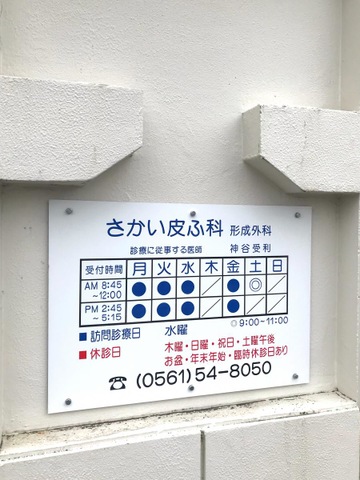 さかい皮ふ科 形成外科
診療に従事する医師 神谷受利
受付時間 月 火 水 木 金 土 日
AM 8:45～12:00 ● ● ● ／ ● ◎ ／
PM 2:45～5:15 ● ● ● ／ ● ／ ／
◎9:00～11:00
■訪問診療日 水曜
■休診日 木曜・日曜・祝日・土曜午後
お盆・年末年始・臨時休診日あり
☎ (0561)54-8050